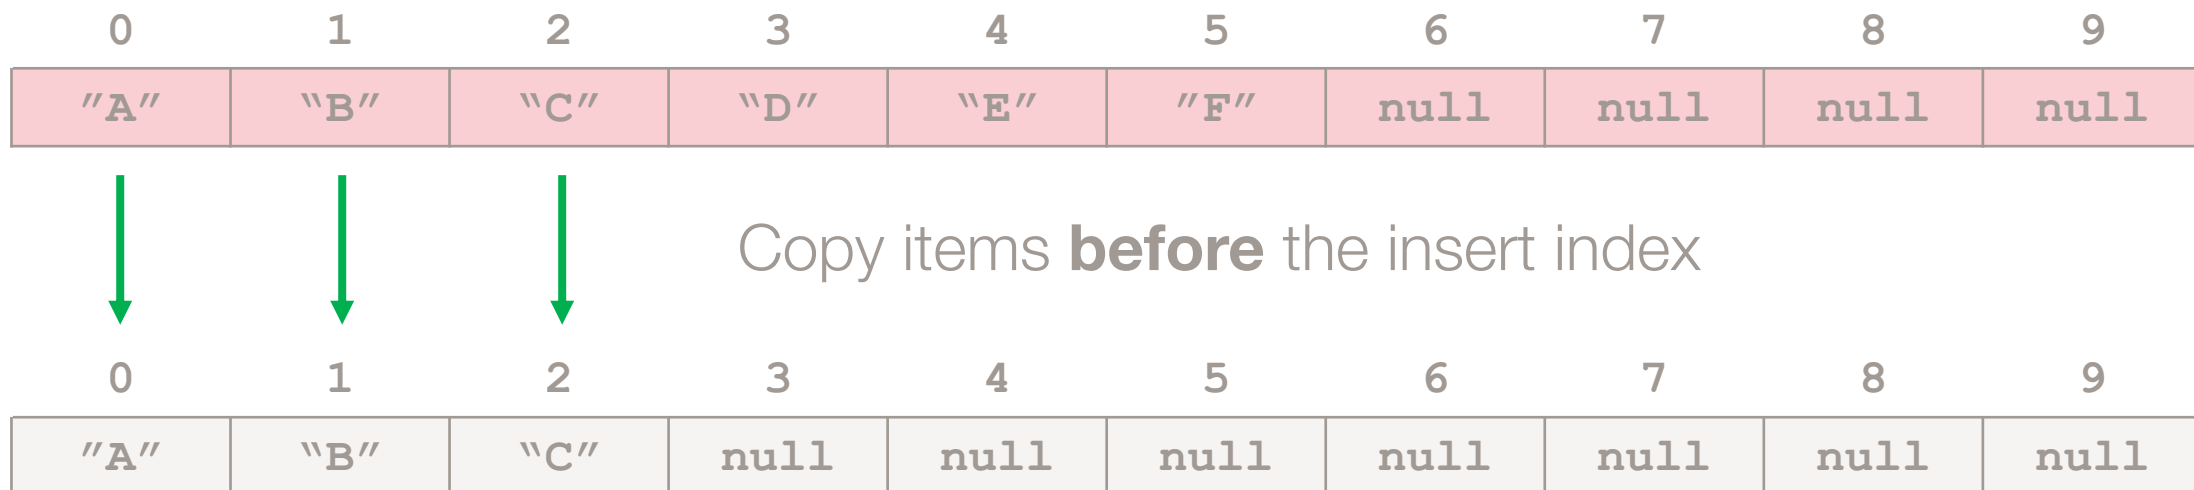 0 1 2 3 4 5 6 7 8 9
″A″ “B″ “C″ “D″ “E″ ″F″ null null null null
Copy items before the insert index
0 1 2 3 4 5 6 7 8 9
″A″ “B″ “C″ null null null null null null null